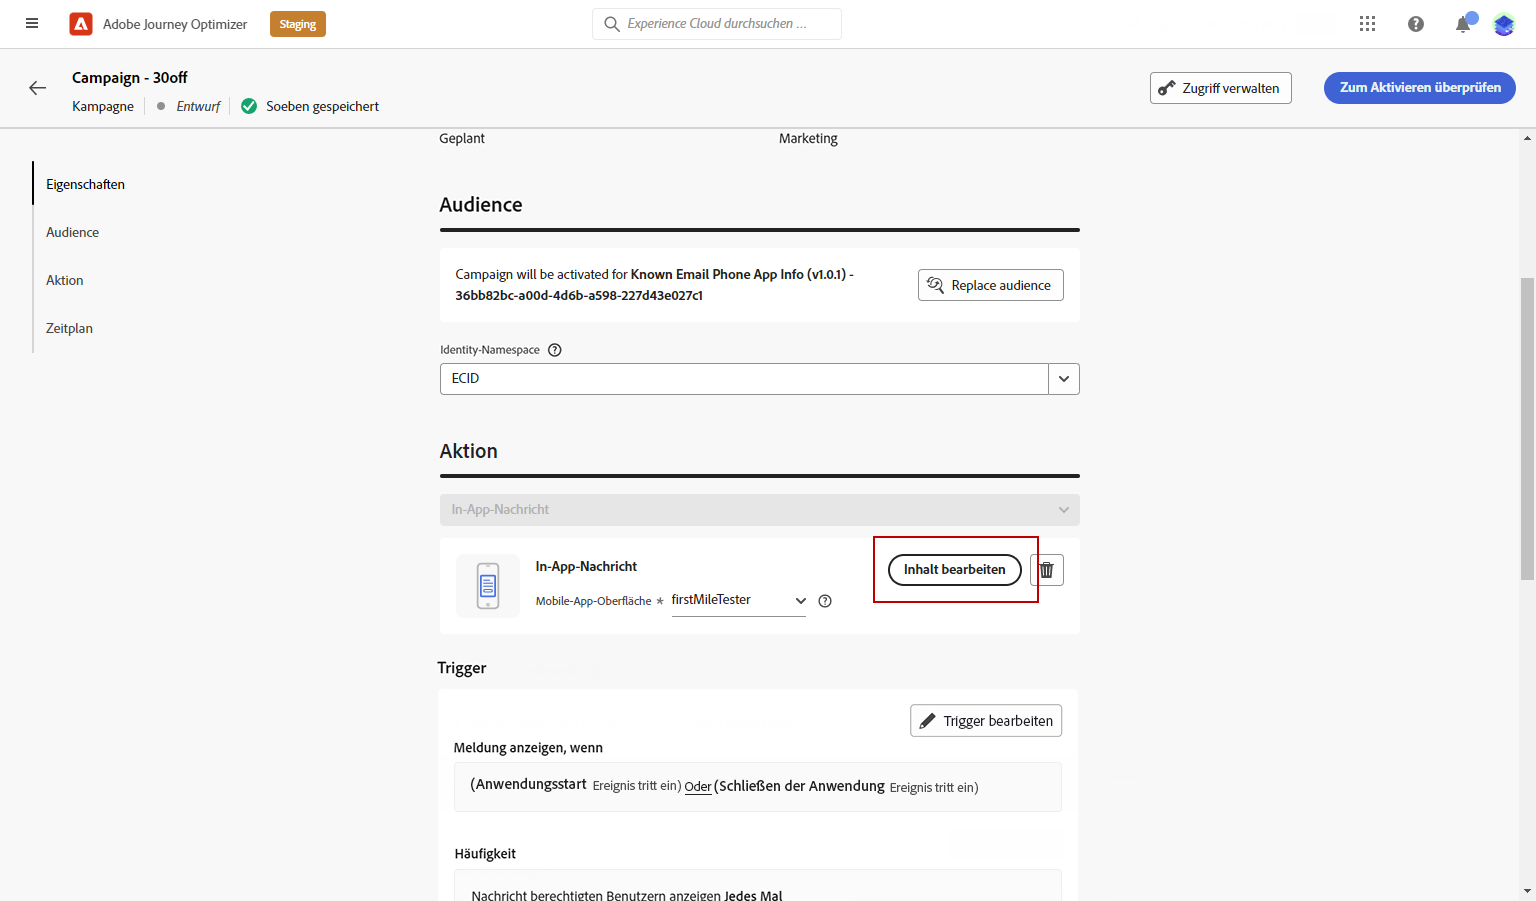 Adobe Journey Optimizer
Staging
Experience Cloud durchsuchen ...
Campaign - 30off
Kampagne
Entwurf
Soeben gespeichert
Zugriff verwalten
Zum Aktivieren überprüfen
Geplant
Marketing
Eigenschaften
Audience
Aktion
Zeitplan
Audience
Campaign will be activated for Known Email Phone App Info (v1.0.1) -
36bb82bc-a00d-4d6b-a598-227d43e027c1
Replace audience
Identity-Namespace
ECID
Aktion
In-App-Nachricht
In-App-Nachricht
Inhalt bearbeiten
Mobile-App-Oberfläche * firstMileTester
Trigger
Trigger bearbeiten
Meldung anzeigen, wenn
(Anwendungsstart Ereignis tritt ein) Oder (Schließen der Anwendung Ereignis tritt ein)
Häufigkeit
Nachricht berechtigten Benutzern anzeigen Jedes Mal